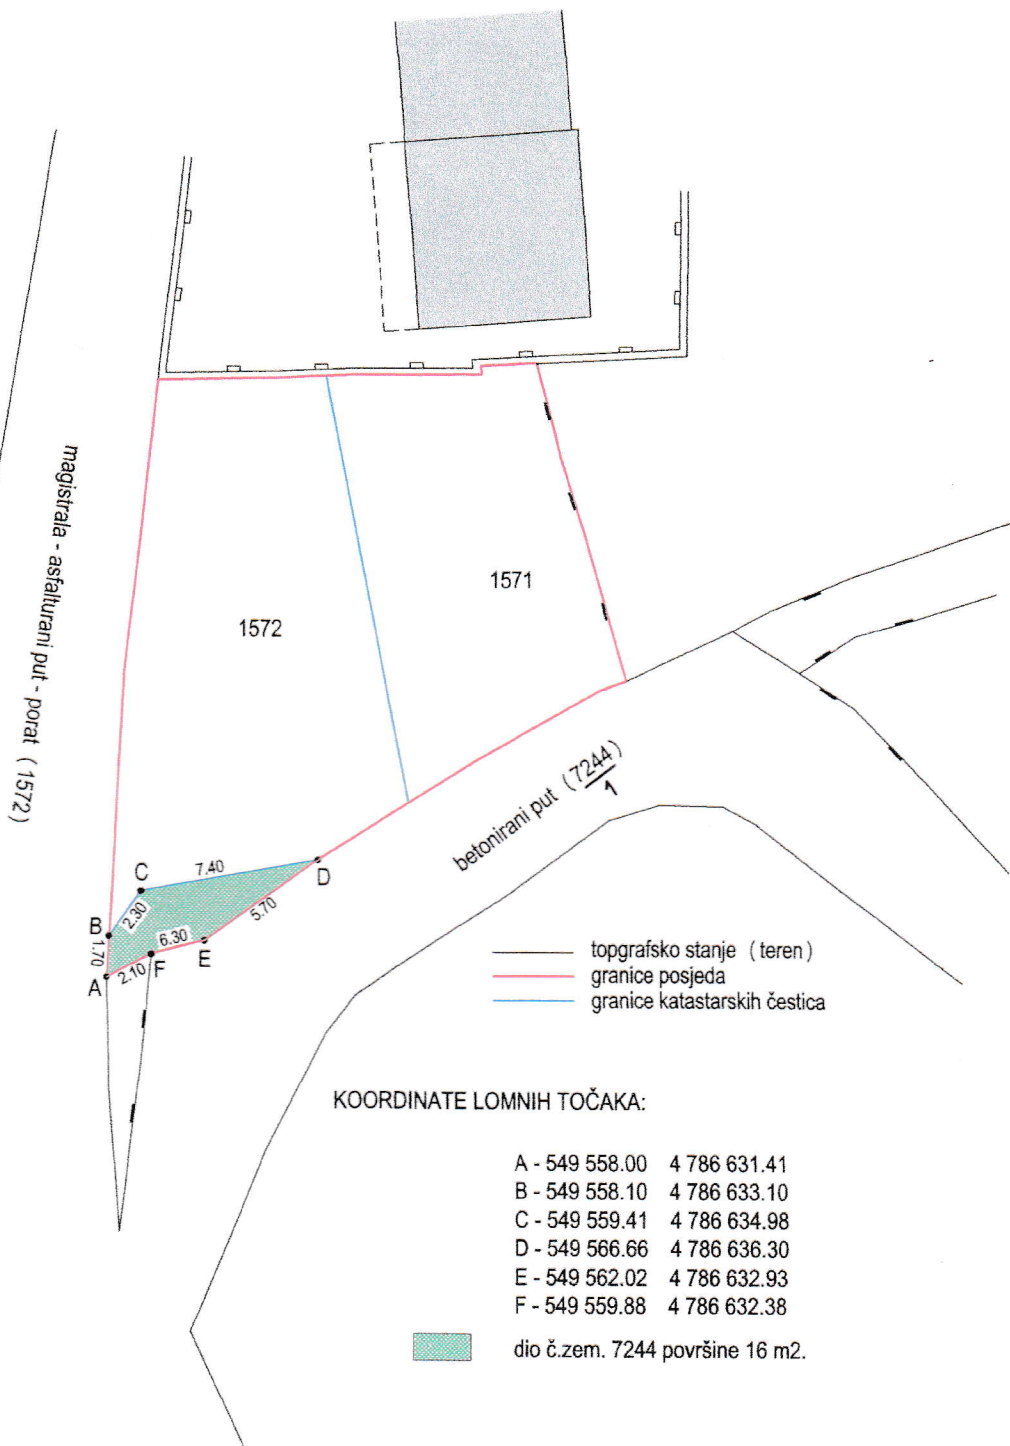 magistrala - asfalturani put - porat (1572)
1571
1572
betonirani put (7244/1)
C
7.40
D
B
2.30
5.70
1.70
6.30
E
F
A
2.10
topgrafsko stanje (teren)
granice posjeda
granice katastarskih čestica
KOORDINATE LOMNIH TOČAKA:
A - 549 558.00 4 786 631.41
B - 549 558.10 4 786 633.10
C - 549 559.41 4 786 634.98
D - 549 566.66 4 786 636.30
E - 549 562.02 4 786 632.93
F - 549 559.88 4 786 632.38
dio č.zem. 7244 površine 16 m2.